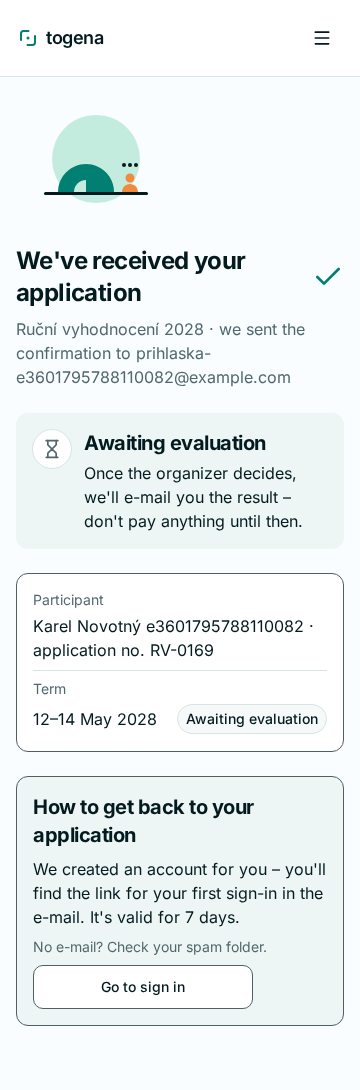 togena
We've received your
application
Ruční vyhodnocení 2028 · we sent the
confirmation to prihlaska-
e3601795788110082@example.com
Awaiting evaluation
Once the organizer decides,
we'll e-mail you the result –
don't pay anything until then.
Participant
Karel Novotný e3601795788110082 ·
application no. RV-0169
Term
12–14 May 2028
Awaiting evaluation
How to get back to your
application
We created an account for you – you'll
find the link for your first sign-in in the
e-mail. It's valid for 7 days.
No e-mail? Check your spam folder.
Go to sign in